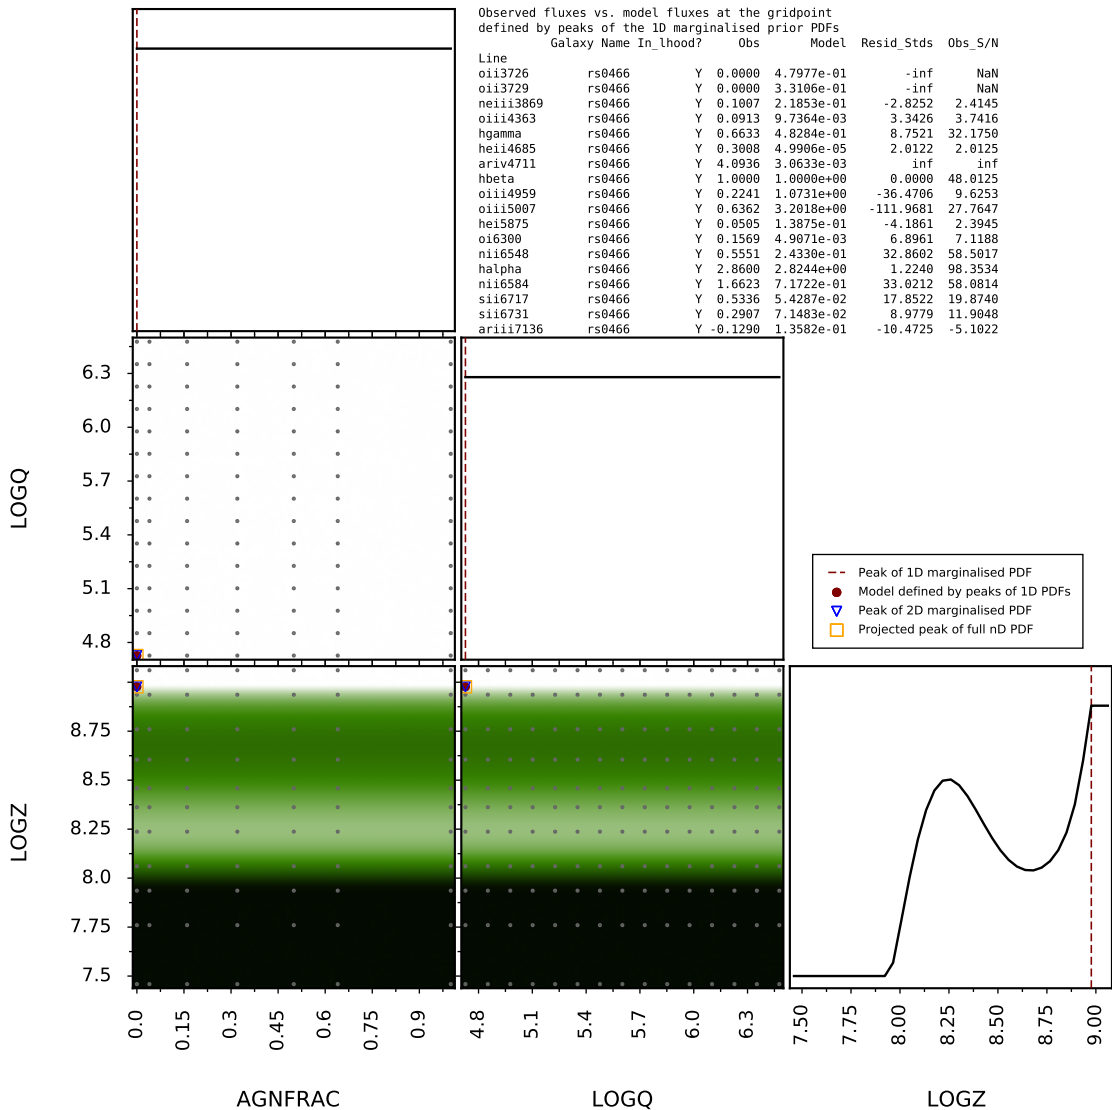 Observed fluxes vs. model fluxes at the gridpoint
defined by peaks of the 1D marginalised prior PDFs
Galaxy Name In_lhood? Obs Model Resid_Stds Obs_S/N
Line
oii3726 rs0466 Y 0.0000 4.7977e-01 -inf NaN
oii3729 rs0466 Y 0.0000 3.3106e-01 -inf NaN
neiii3869 rs0466 Y 0.1007 2.1853e-01 -2.8252 2.4145
oiii4363 rs0466 Y 0.0913 9.7364e-03 3.3426 3.7416
hgamma rs0466 Y 0.6633 4.8284e-01 8.7521 32.1750
heii4685 rs0466 Y 0.3008 4.9906e-05 2.0122 2.0125
ariv4711 rs0466 Y 4.0936 3.0633e-03 inf inf
hbeta rs0466 Y 1.0000 1.0000e+00 0.0000 48.0125
oiii4959 rs0466 Y 0.2241 1.0731e+00 -36.4706 9.6253
oiii5007 rs0466 Y 0.6362 3.2018e+00 -111.9681 27.7647
hei5875 rs0466 Y 0.0505 1.3875e-01 -4.1861 2.3945
oi6300 rs0466 Y 0.1569 4.9071e-03 6.8961 7.1188
nii6548 rs0466 Y 0.5551 2.4330e-01 32.8602 58.5017
halpha rs0466 Y 2.8600 2.8244e+00 1.2240 98.3534
nii6584 rs0466 Y 1.6623 7.1722e-01 33.0212 58.0814
sii6717 rs0466 Y 0.5336 5.4287e-02 17.8522 19.8740
sii6731 rs0466 Y 0.2907 7.1483e-02 8.9779 11.9048
ariii7136 rs0466 Y -0.1290 1.3582e-01 -10.4725 -5.1022
6.3
6.0
5.7
5.4
5.1
4.8
LOGQ
Peak of 1D marginalised PDF
Model defined by peaks of 1D PDFs
Peak of 2D marginalised PDF
Projected peak of full nD PDF
8.75
8.5
8.25
8.0
7.75
7.5
LOGZ
0.0 0.15 0.3 0.45 0.6 0.75 0.9
4.8 5.1 5.4 5.7 6.0 6.3
7.50 7.75 8.00 8.25 8.50 8.75 9.00
AGNFRAC LOGQ LOGZ